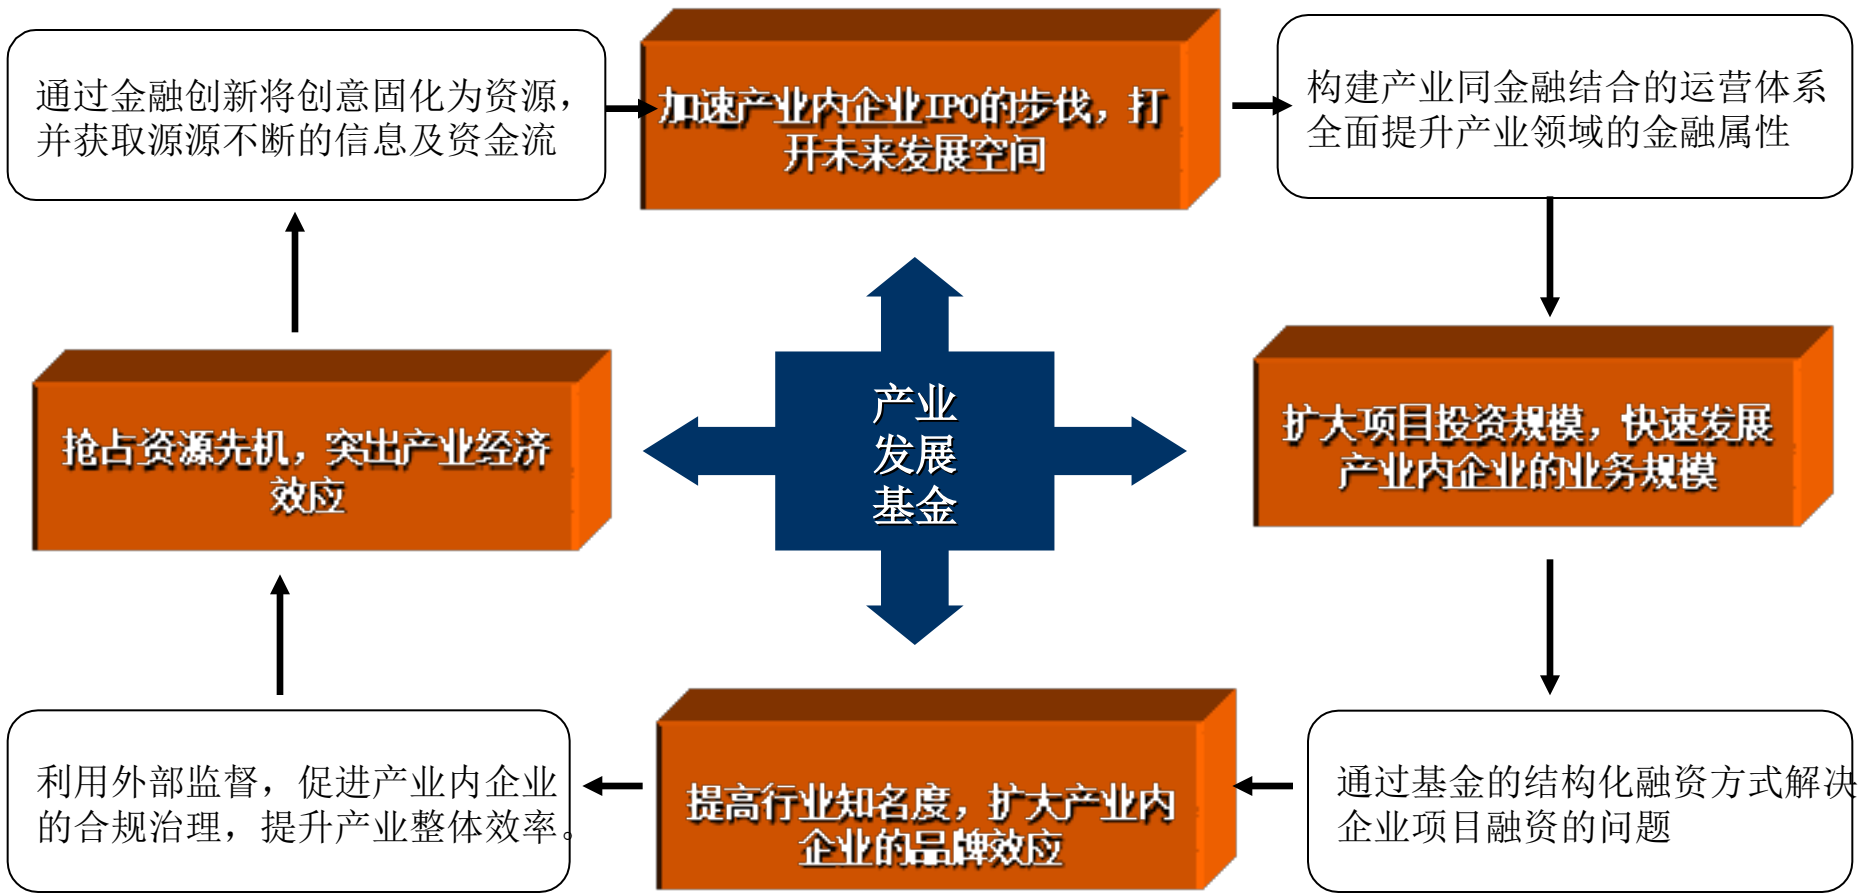 通过金融创新将创意固化为资源，
并获取源源不断的信息及资金流
加速产业内企业IPO的步伐，打
开未来发展空间
构建产业同金融结合的运营体系
全面提升产业领域的金融属性
抢占资源先机，突出产业经济
效应
产业
发展
基金
扩大项目投资规模，快速发展
产业内企业的业务规模
利用外部监督，促进产业内企业
的合规治理，提升产业整体效率。
提高行业知名度，扩大产业内
企业的品牌效应
通过基金的结构化融资方式解决
企业项目融资的问题